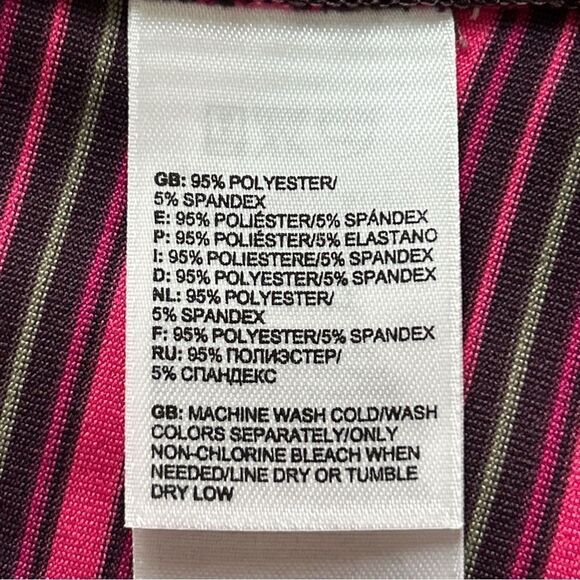 GB: 95% POLYESTER/
5% SPANDEX
E: 95% POLIÉSTER/5% SPÁNDEX
P: 95% POLIÉSTER/5% ELASTANO
I: 95% POLIESTERE/5% SPANDEX
D: 95% POLYESTER/5% SPANDEX
NL: 95% POLYESTER/
5% SPANDEX
F: 95% POLYESTER/5% SPANDEX
RU: 95% ПОЛИЭСТЕР/
5% СПАНДЕКС
GB: MACHINE WASH COLD/WASH
COLORS SEPARATELY/ONLY
NON-CHLORINE BLEACH WHEN
NEEDED/LINE DRY OR TUMBLE
DRY LOW